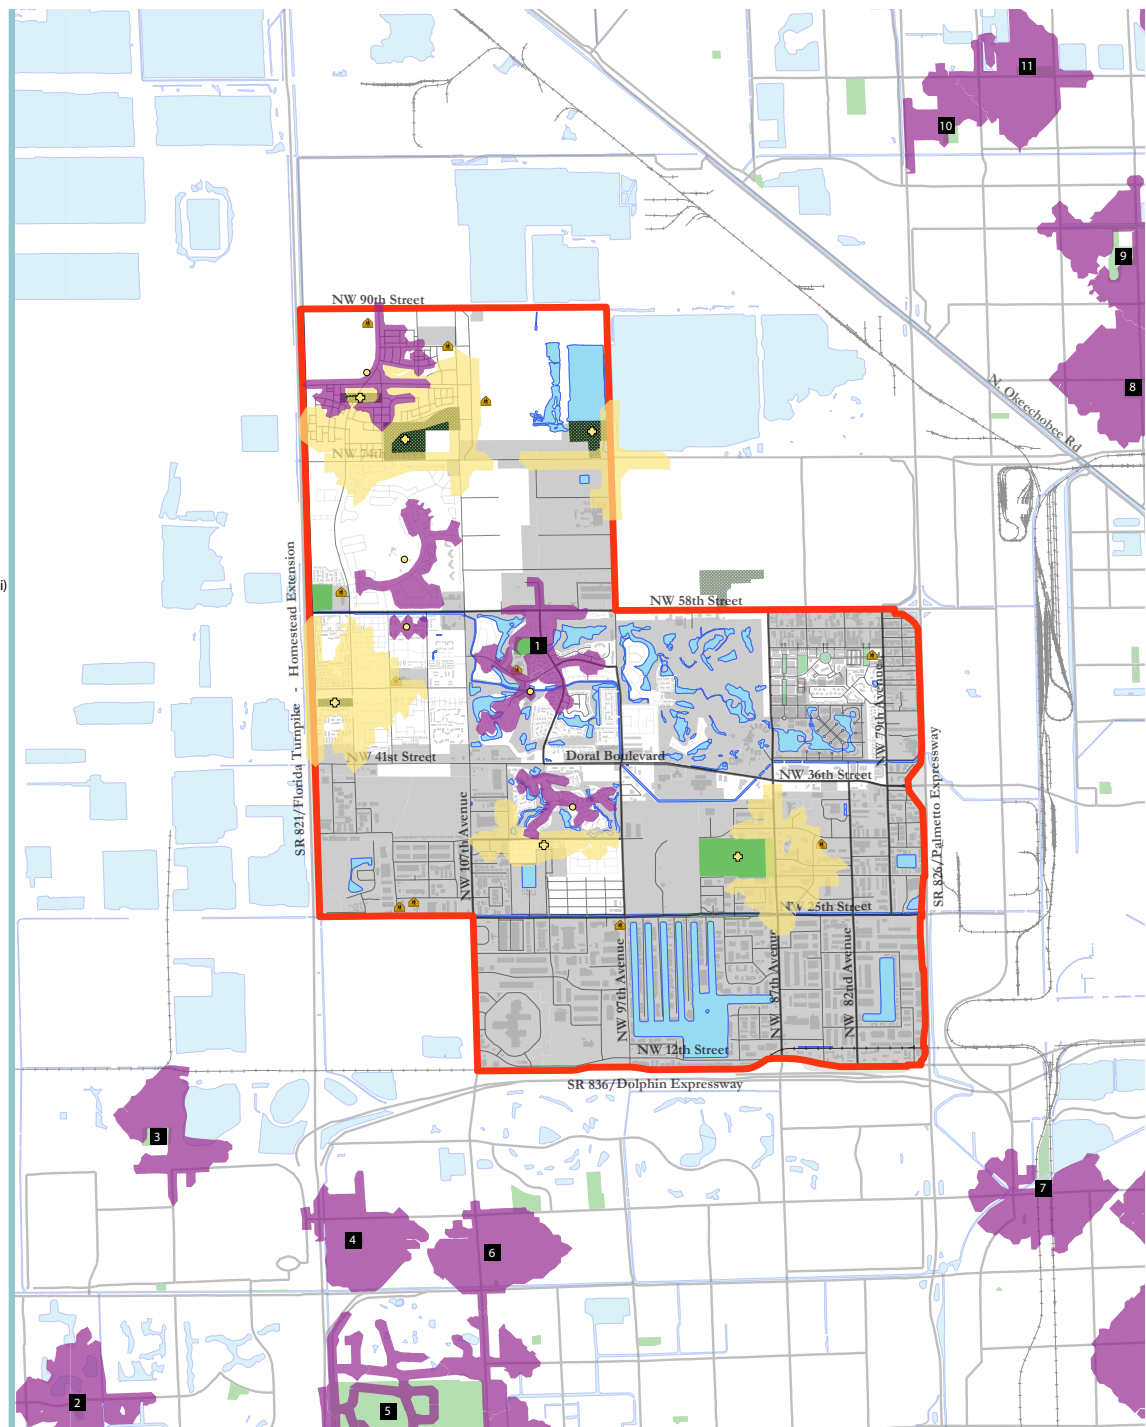 11
10
9
NW 90th Street
N. Okeechobee Rd
8
NW 74th
i)
NW 58th Street
1
SR 821/Florida Turnpike - Homestead Extension
NW 79th Avenue
NW 41st Street
Doral Boulevard
NW 36th Street
NW 107th Avenue
SR 826/Palmetto Expressway
NW 25th Street
NW 97th Avenue
NW 87th Avenue
NW 82nd Avenue
NW 12th Street
SR 836/Dolphin Expressway
3
7
4
6
2
5